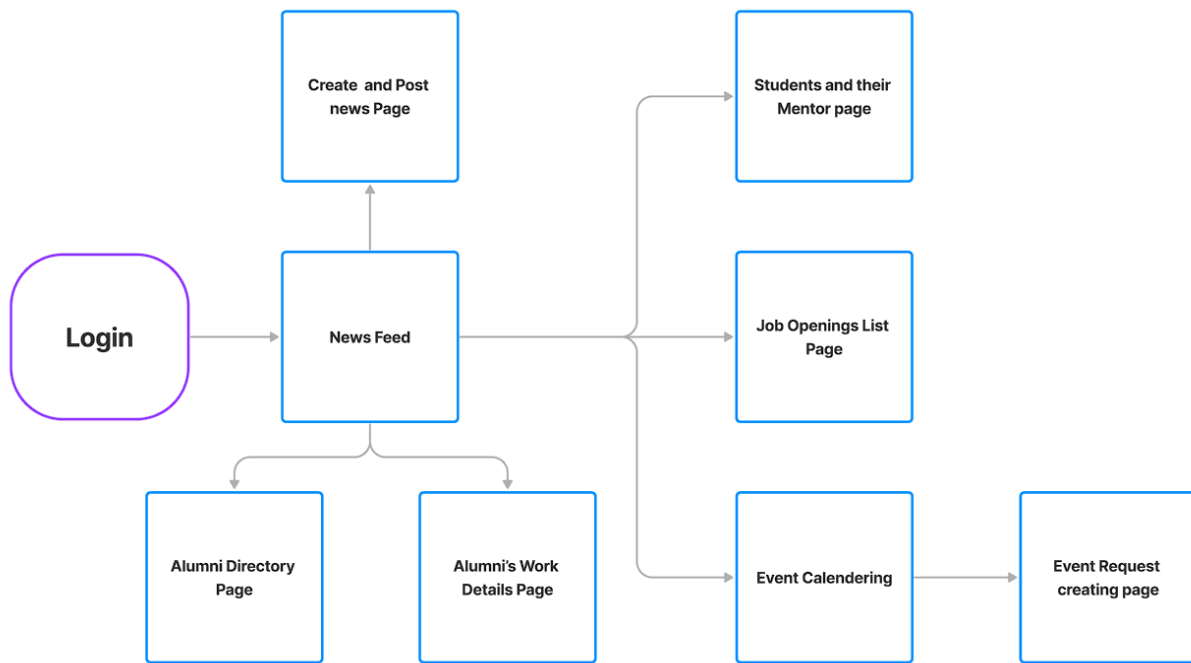 Create and Post
news Page
Students and their
Mentor page
Login
News Feed
Job Openings List
Page
Alumni Directory
Page
Alumni’s Work
Details Page
Event Calendering
Event Request
creating page